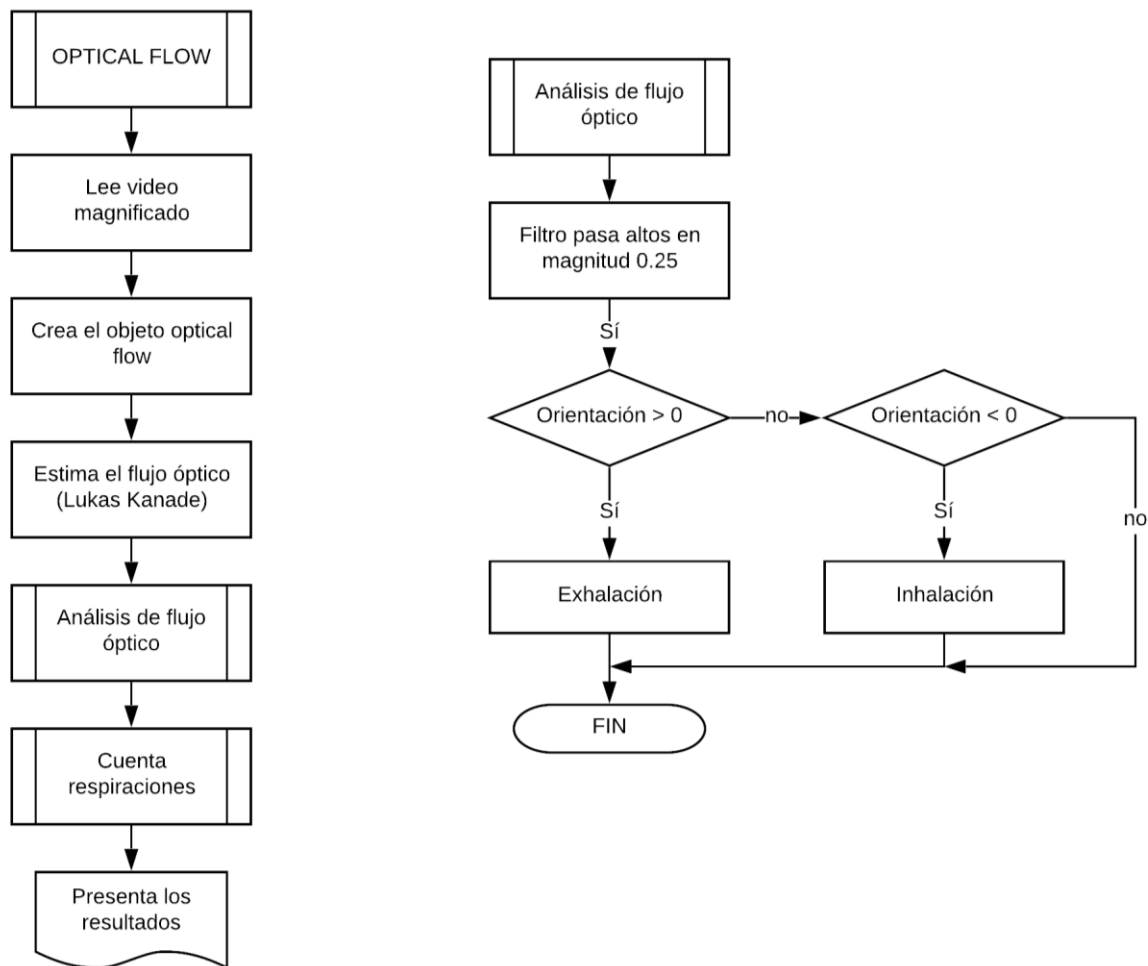 OPTICAL FLOW
Lee video
magnificado
Crea el objeto optical
flow
Estima el flujo óptico
(Lukas Kanade)
Análisis de flujo
óptico
Cuenta
respiraciones
Presenta los
resultados
Análisis de flujo
óptico
Filtro pasa altos en
magnitud 0.25
Sí
Orientación > 0
no
Orientación < 0
Sí
Sí
no
Exhalación
Inhalación
FIN